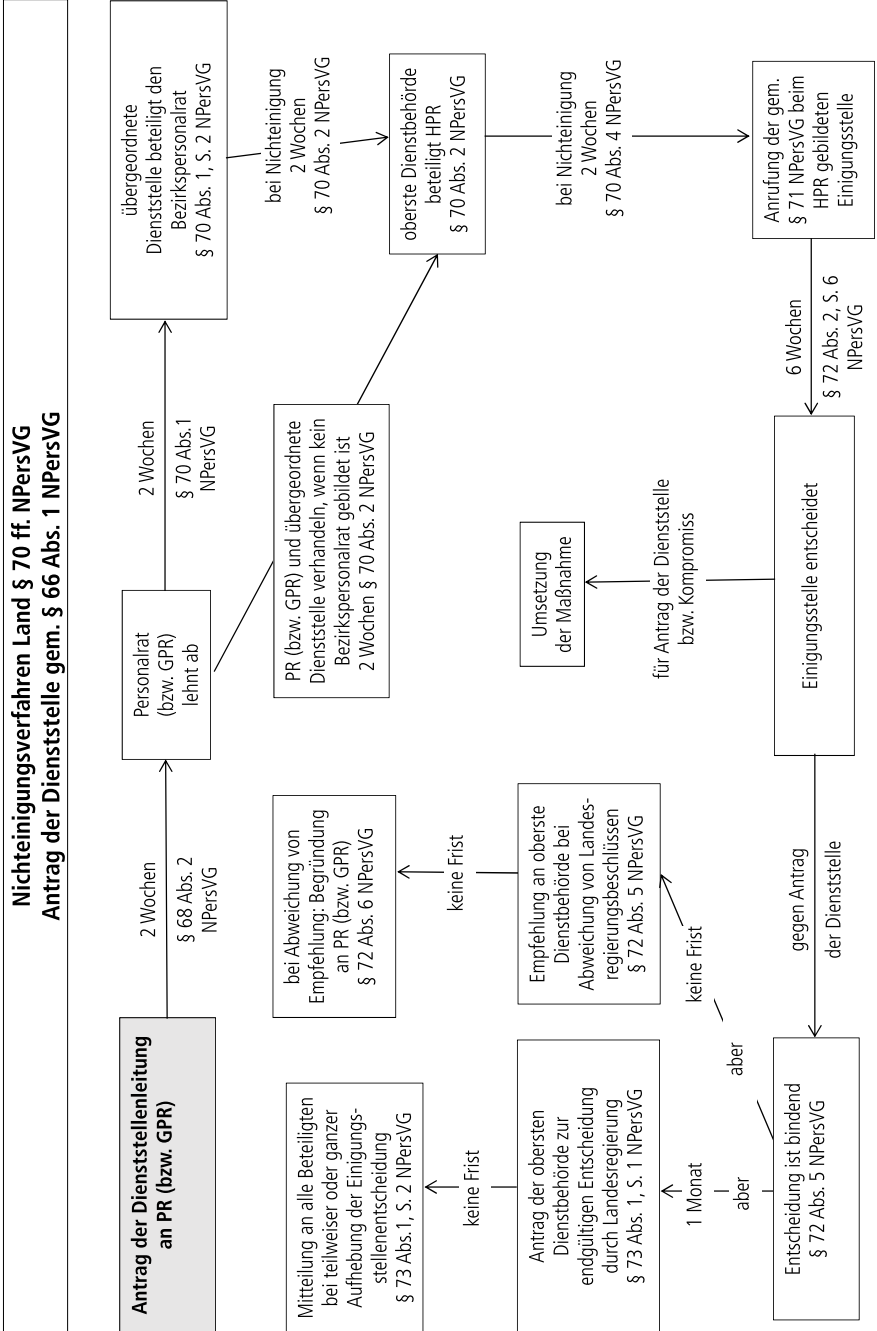 Nichteinigungsverfahren Land § 70 ff. NPersVG
Antrag der Dienststelle gem. § 66 Abs. 1 NPersVG
Antrag der Dienststellenleitung
an PR (bzw. GPR)
2 Wochen
§ 68 Abs. 2
NPersVG
Personalrat
(bzw. GPR)
lehnt ab
2 Wochen
§ 70 Abs. 1
NPersVG
übergeordnete
Dienststelle beteiligt den
Bezirkspersonalrat
§ 70 Abs. 1, S. 2 NPersVG
bei Nichteinigung
2 Wochen
§ 70 Abs. 2 NPersVG
PR (bzw. GPR) und übergeordnete
Dienststelle verhandeln, wenn kein
Bezirkspersonalrat gebildet ist
2 Wochen § 70 Abs. 2 NPersVG
oberste Dienstbehörde
beteiligt HPR
§ 70 Abs. 2 NPersVG
bei Nichteinigung
2 Wochen
§ 70 Abs. 4 NPersVG
Anrufung der gem.
§ 71 NPersVG beim
HPR gebildeten
Einigungsstelle
6 Wochen
§ 72 Abs. 2, S. 6
NPersVG
Einigungsstelle entscheidet
für Antrag der Dienststelle
bzw. Kompromiss
Umsetzung
der Maßnahme
gegen Antrag
der Dienststelle
Entscheidung ist bindend
§ 72 Abs. 5 NPersVG
aber
keine Frist
Empfehlung an oberste
Dienstbehörde bei
Abweichung von Landes-
regierungsbeschlüssen
§ 72 Abs. 5 NPersVG
keine Frist
bei Abweichung von
Empfehlung: Begründung
an PR (bzw. GPR)
§ 72 Abs. 6 NPersVG
1 Monat
aber
Antrag der obersten
Dienstbehörde zur
endgültigen Entscheidung
durch Landesregierung
§ 73 Abs. 1, S. 1 NPersVG
keine Frist
Mitteilung an alle Beteiligten
bei teilweiser oder ganzer
Aufhebung der Einigungs-
stellenentscheidung
§ 73 Abs.1, S. 2 NPersVG